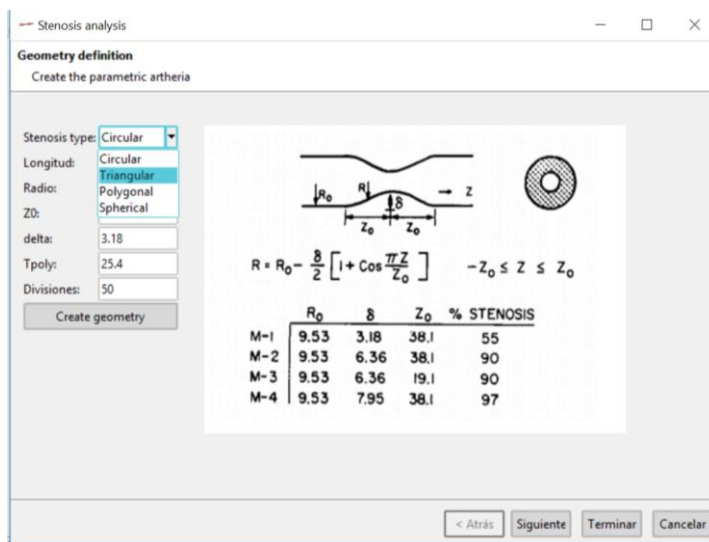 Stenosis analysis
Geometry definition
Create the parametric artheria
Stenosis type: Circular
Circular
Triangular
Polygonal
Spherical
Longitud:
Radio:
Z0:
delta: 3.18
Tpoly: 25.4
Divisiones: 50
Create geometry
R₀ R δ Z
Z₀ Z₀
R = R₀ - δ/2 [1 + Cos πZ/Z₀] -Z₀ ≤ Z ≤ Z₀
R₀ δ Z₀ % STENOSIS
M-1 9.53 3.18 38.1 55
M-2 9.53 6.36 38.1 90
M-3 9.53 6.36 19.1 90
M-4 9.53 7.95 38.1 97
< Atrás Siguiente Terminar Cancelar